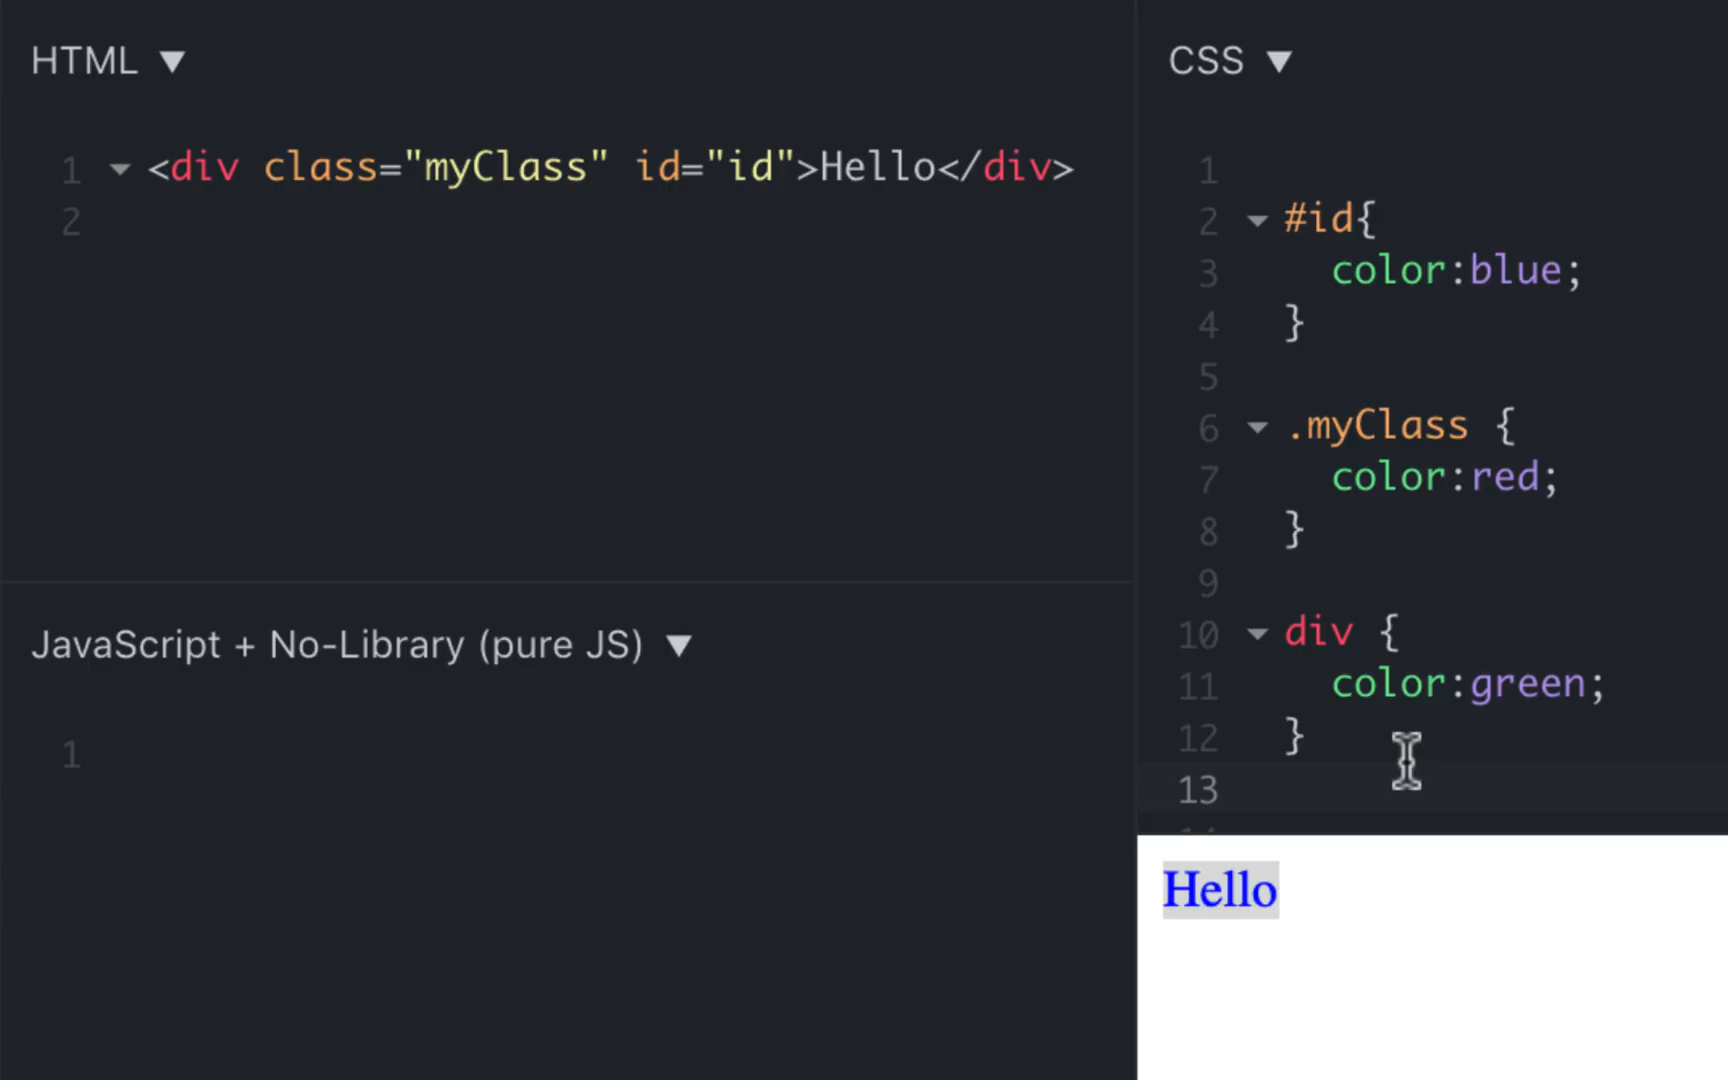 HTML ▼
1 <div class="myClass" id="id">Hello</div>
2
JavaScript + No-Library (pure JS) ▼
1
CSS ▼
1
2 #id{
3 color:blue;
4 }
5
6 .myClass {
7 color:red;
8 }
9
10 div {
11 color:green;
12 }
13
Hello